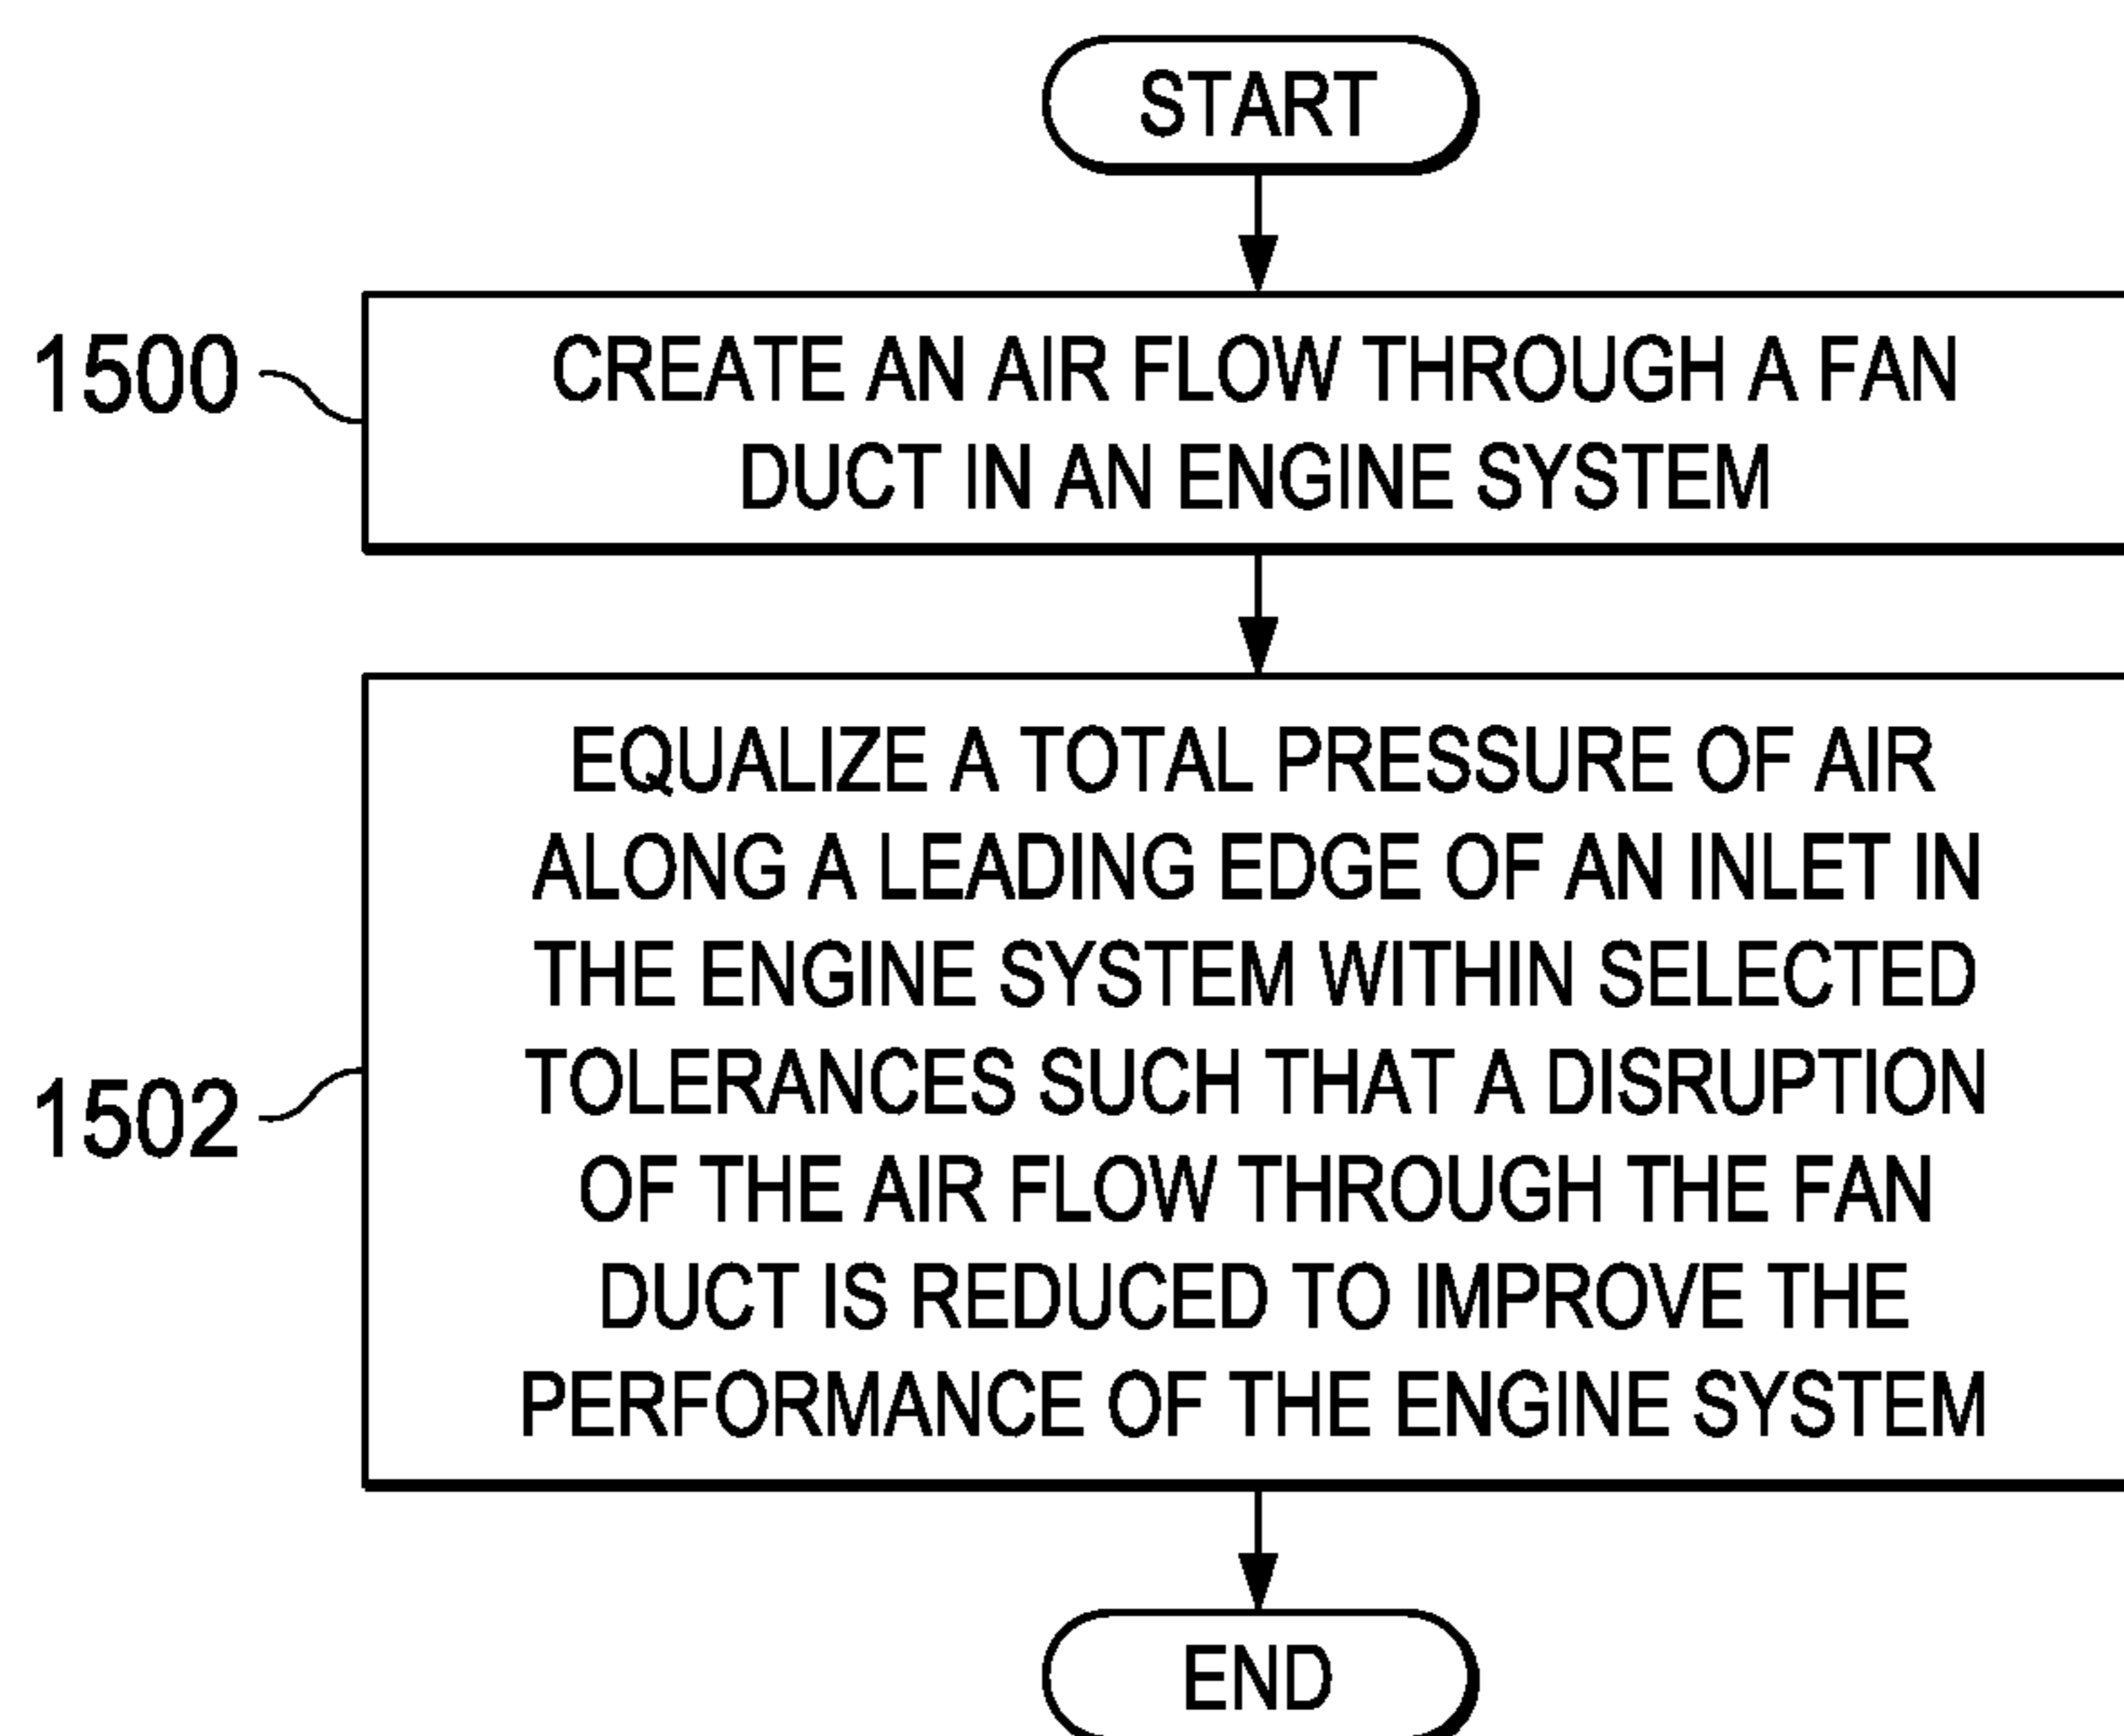 START
1500
CREATE AN AIR FLOW THROUGH A FAN
DUCT IN AN ENGINE SYSTEM
1502
EQUALIZE A TOTAL PRESSURE OF AIR
ALONG A LEADING EDGE OF AN INLET IN
THE ENGINE SYSTEM WITHIN SELECTED
TOLERANCES SUCH THAT A DISRUPTION
OF THE AIR FLOW THROUGH THE FAN
DUCT IS REDUCED TO IMPROVE THE
PERFORMANCE OF THE ENGINE SYSTEM
END